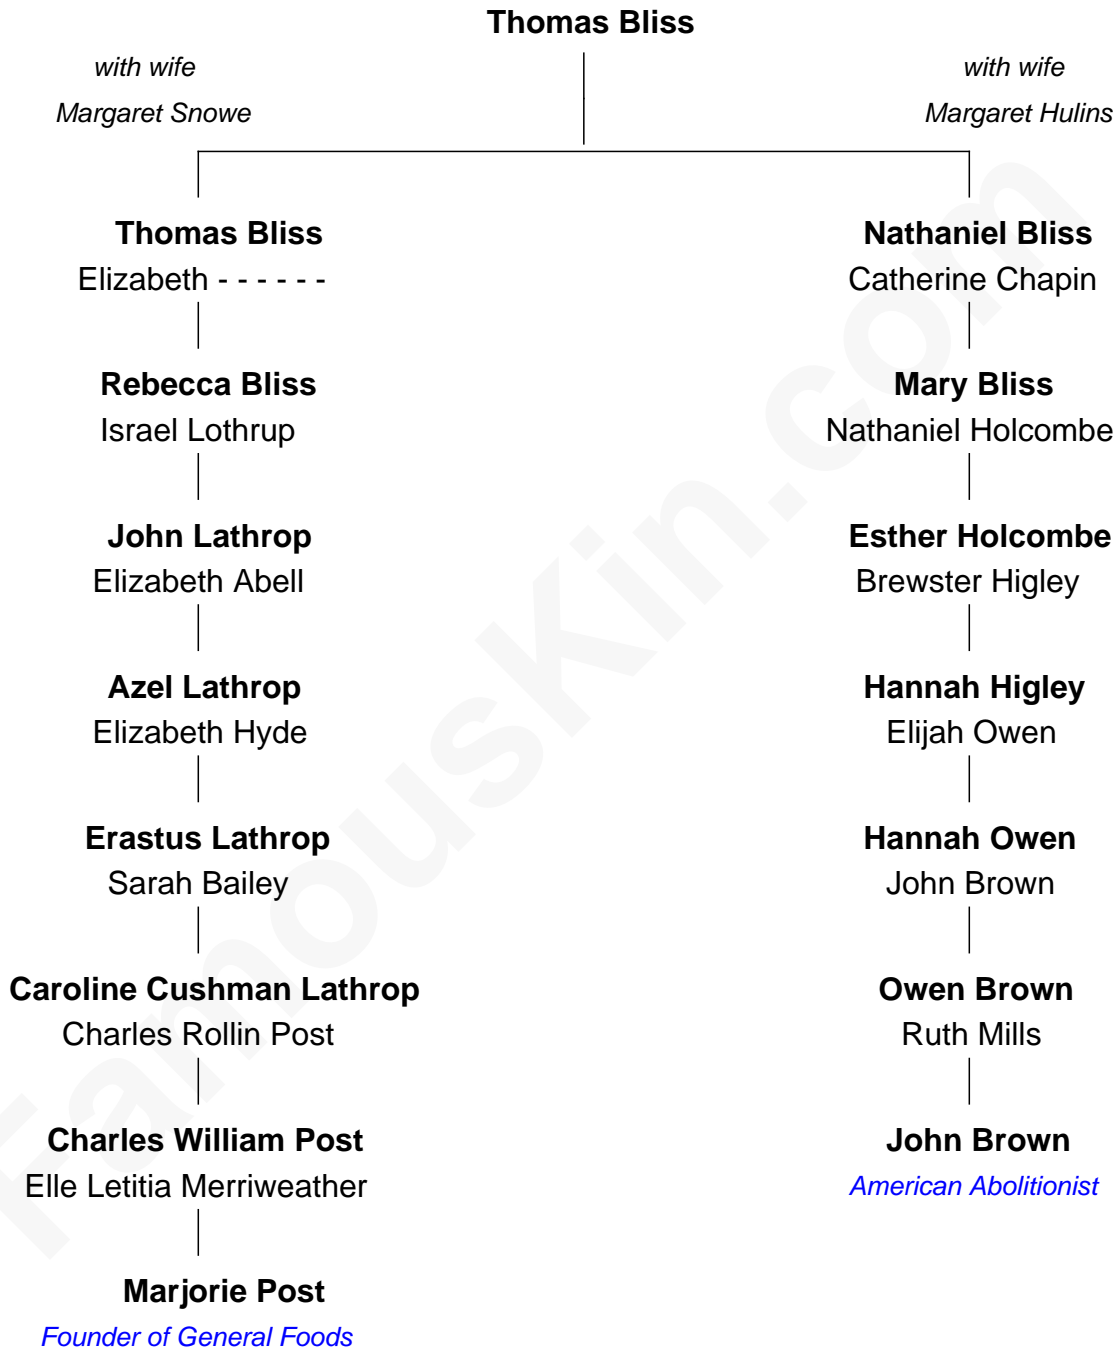 Thomas Bliss
with wife
Margaret Snowe
with wife
Margaret Hulins
Thomas Bliss
Elizabeth - - - - - -
Nathaniel Bliss
Catherine Chapin
Rebecca Bliss
Israel Lothrup
Mary Bliss
Nathaniel Holcombe
John Lathrop
Elizabeth Abell
Esther Holcombe
Brewster Higley
Azel Lathrop
Elizabeth Hyde
Hannah Higley
Elijah Owen
Erastus Lathrop
Sarah Bailey
Hannah Owen
John Brown
Caroline Cushman Lathrop
Charles Rollin Post
Owen Brown
Ruth Mills
Charles William Post
Elle Letitia Merriweather
John Brown
American Abolitionist
Marjorie Post
Founder of General Foods
FamousKin.com